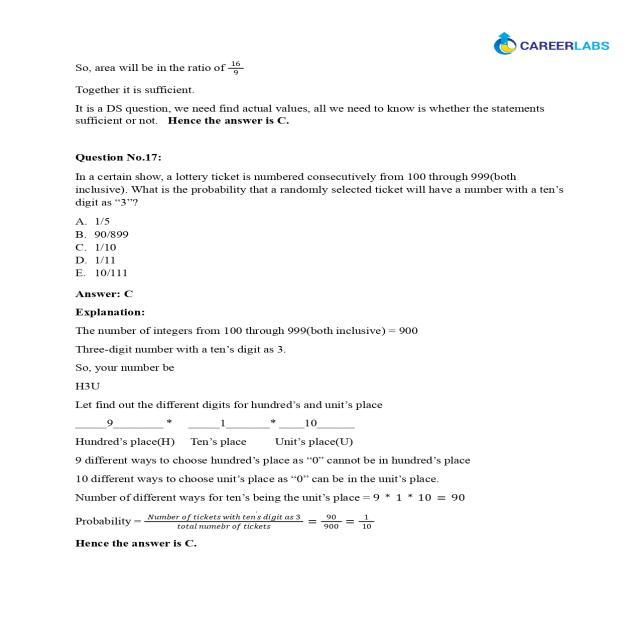 CAREERLABS
So, area will be in the ratio of 16/9
Together it is sufficient.
It is a DS question, we need find actual values, all we need to know is whether the statements
sufficient or not. Hence the answer is C.
Question No.17:
In a certain show, a lottery ticket is numbered consecutively from 100 through 999(both
inclusive). What is the probability that a randomly selected ticket will have a number with a ten's
digit as “3”?
A. 1/5
B. 90/899
C. 1/10
D. 1/11
E. 10/111
Answer: C
Explanation:
The number of integers from 100 through 999(both inclusive) = 900
Three-digit number with a ten's digit as 3.
So, your number be
H3U
Let find out the different digits for hundred's and unit's place
_____9________ * _____1_______* ____10______
Hundred's place(H) Ten's place Unit's place(U)
9 different ways to choose hundred's place as “0” cannot be in hundred's place
10 different ways to choose unit's place as “0” can be in the unit's place.
Number of different ways for ten's being the unit's place = 9 * 1 * 10 = 90
Probability = Number of tickets with ten's digit as 3 / total numebr of tickets = 90/900 = 1/10
Hence the answer is C.